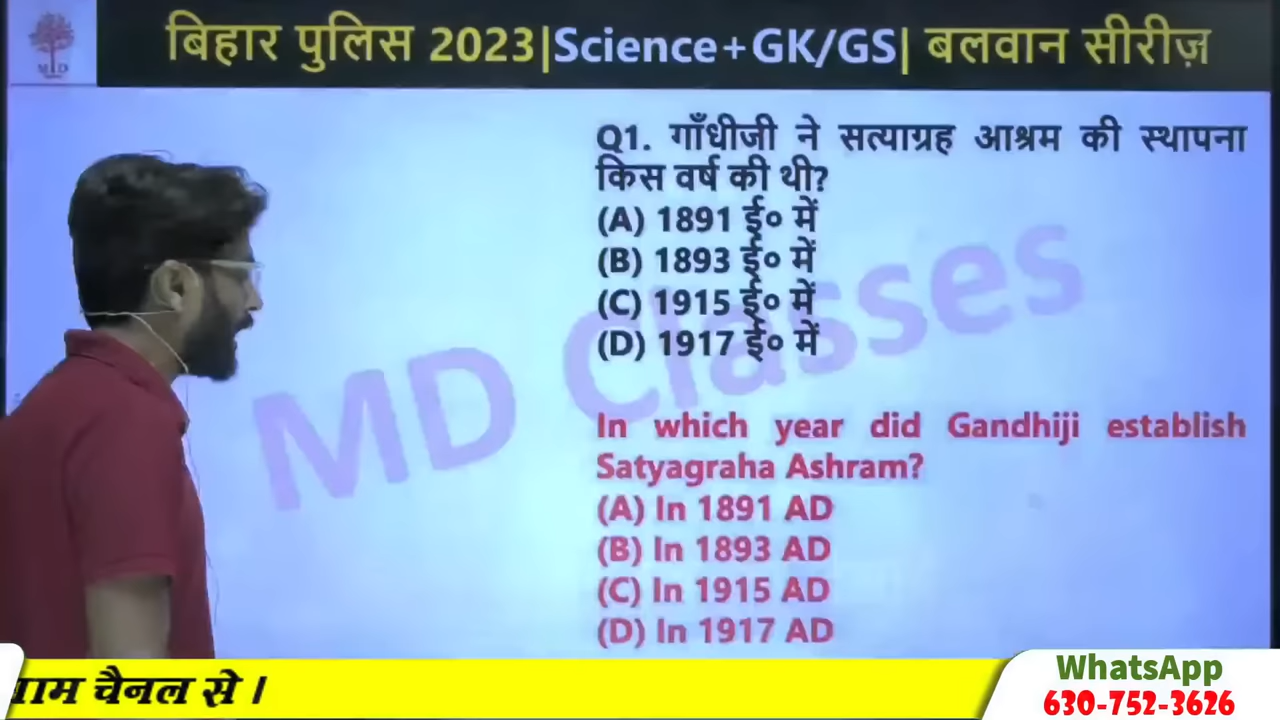 बिहार पुलिस 2023|Science+GK/GS| बलवान सीरीज़
MD
Q1. गाँधीजी ने सत्याग्रह आश्रम की स्थापना
किस वर्ष की थी?
(A) 1891 ई० में
(B) 1893 ई० में
(C) 1915 ई० में
(D) 1917 ई० में
MD Classes
In which year did Gandhiji establish
Satyagraha Ashram?
(A) In 1891 AD
(B) In 1893 AD
(C) In 1915 AD
(D) In 1917 AD
चैनल से ।
WhatsApp
630-752-3626